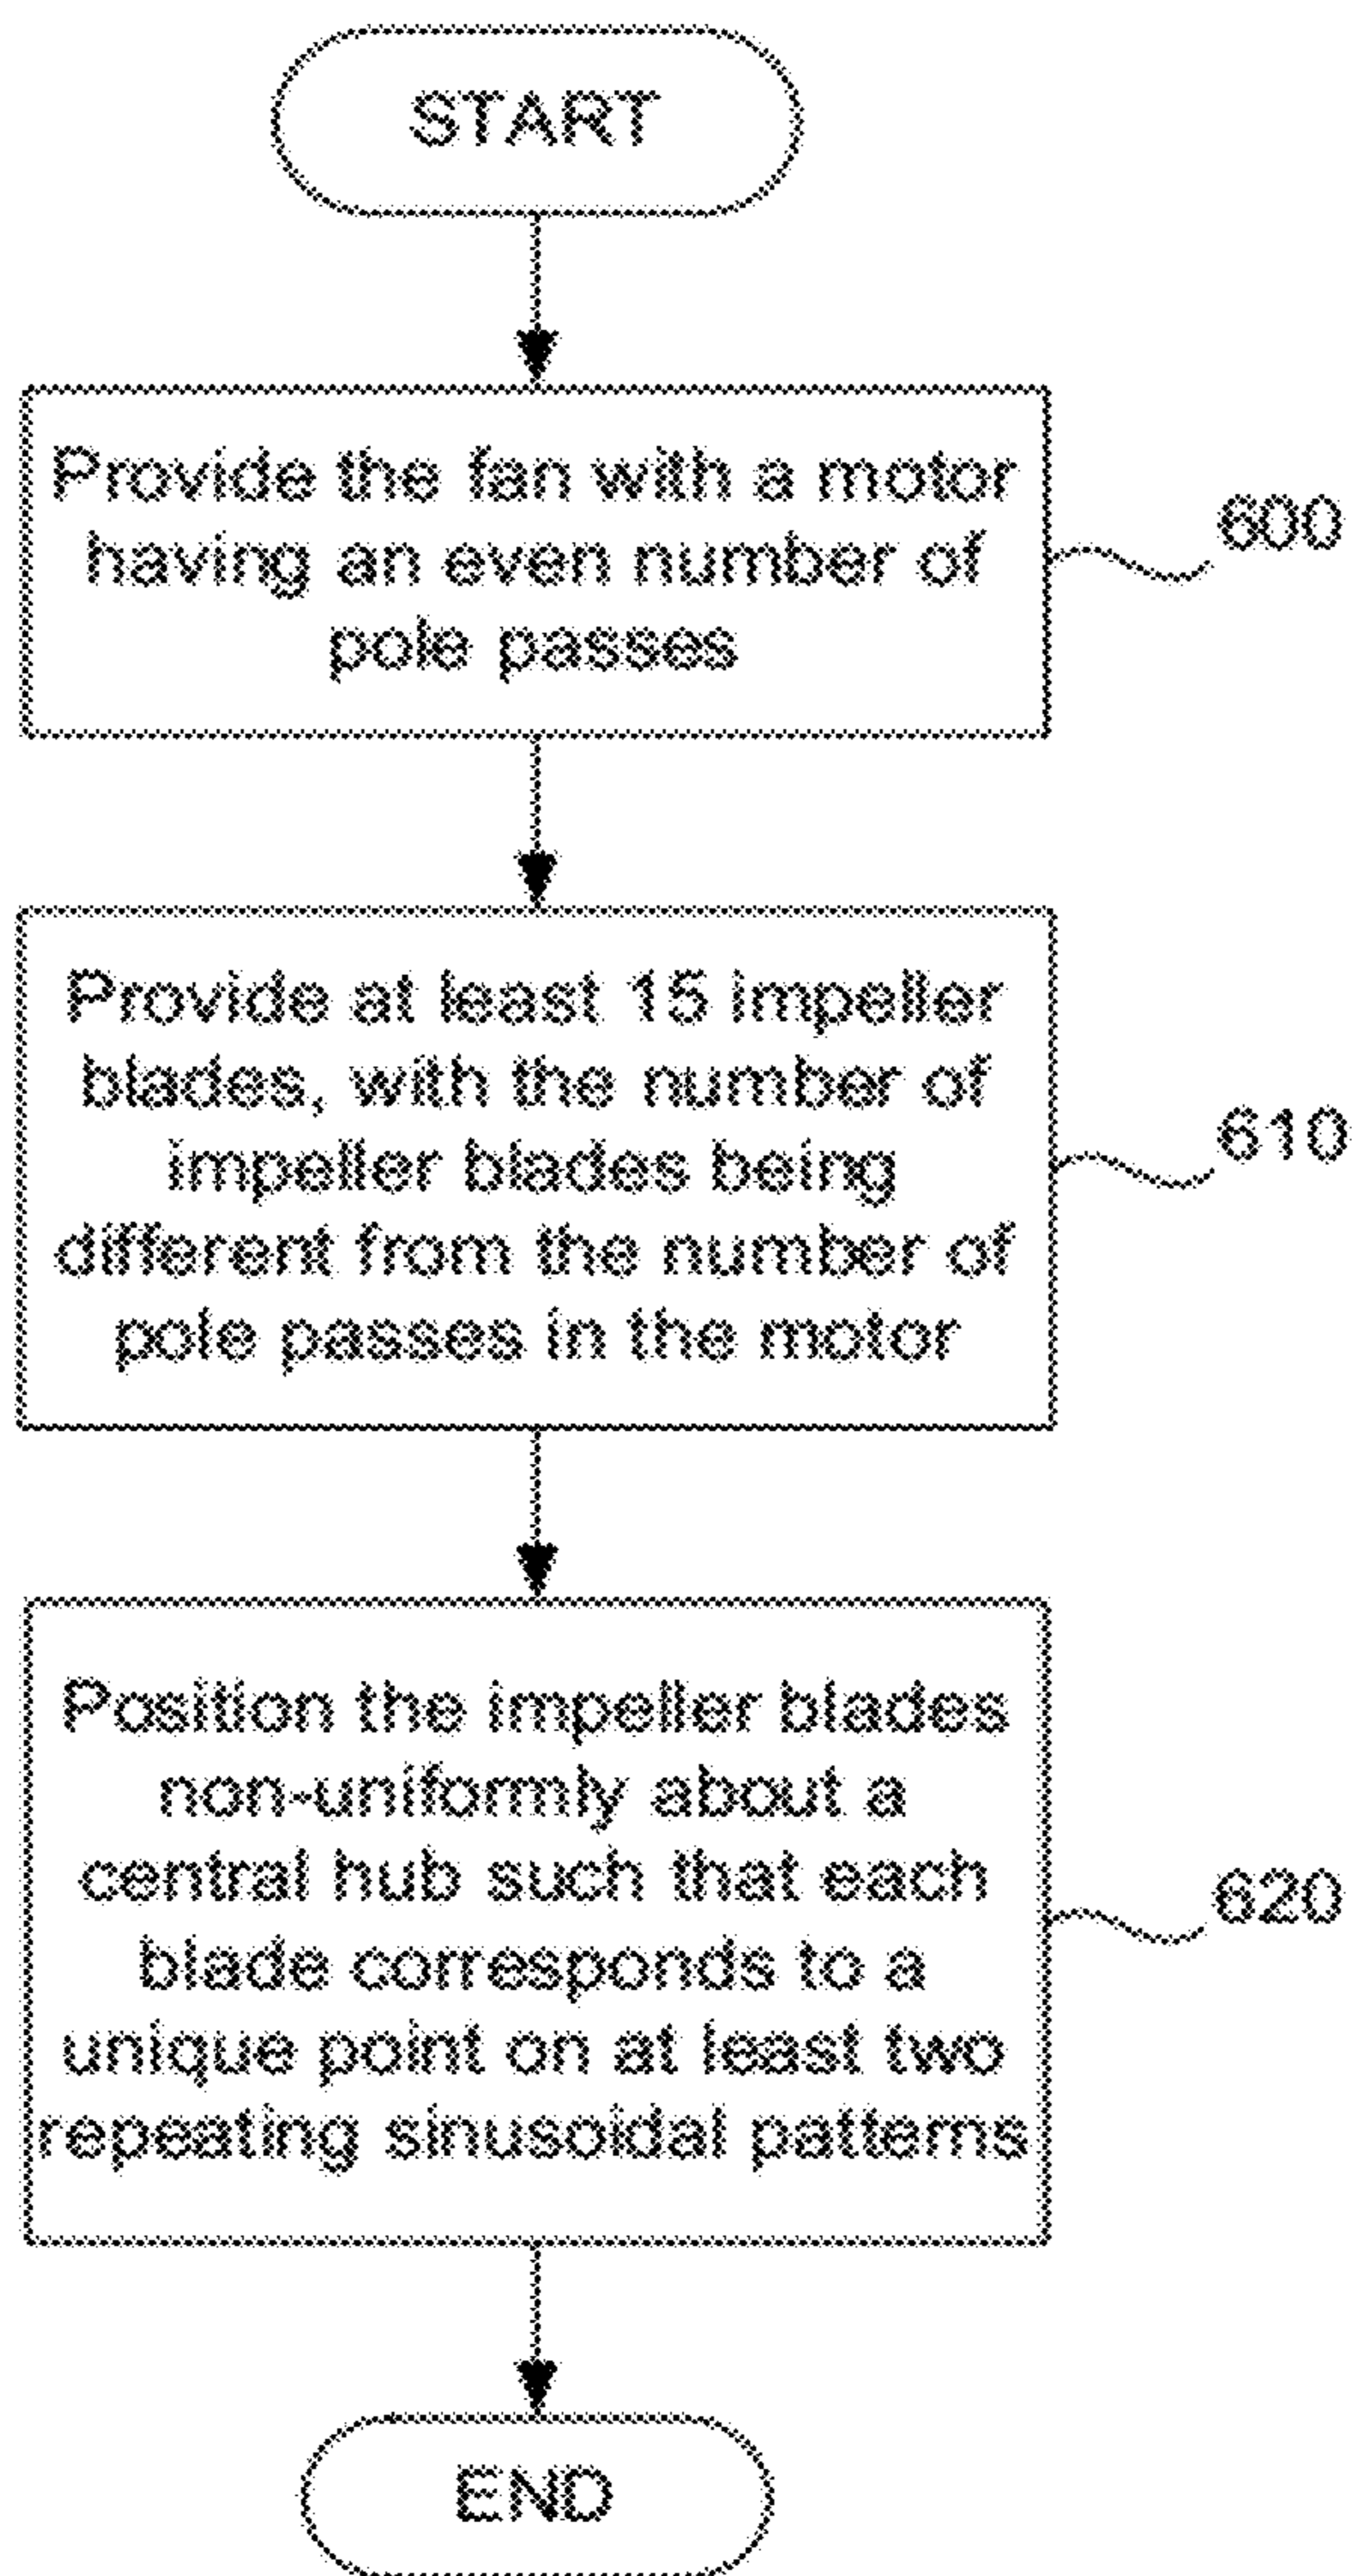 START
Provide the fan with a motor
having an even number of
pole passes
600
Provide at least 15 impeller
blades, with the number of
impeller blades being
different from the number of
pole passes in the motor
610
Position the impeller blades
non-uniformly about a
central hub such that each
blade corresponds to a
unique point on at least two
repeating sinusoidal patterns
620
END